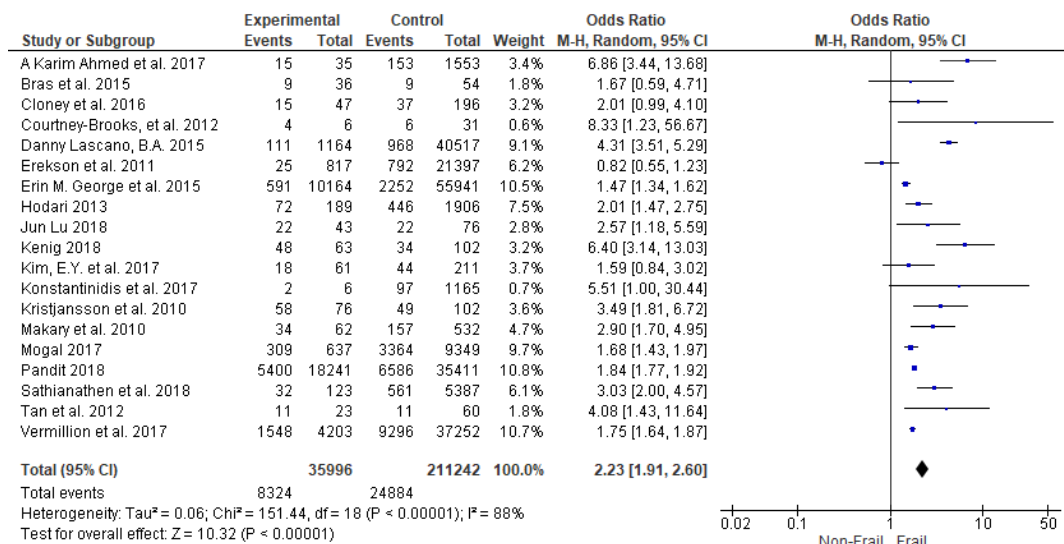 Experimental Control Odds Ratio Odds Ratio
Study or Subgroup Events Total Events Total Weight M-H, Random, 95% CI M-H, Random, 95% CI
A Karim Ahmed et al. 2017 15 35 153 1553 3.4% 6.86 [3.44, 13.68]
Bras et al. 2015 9 36 9 54 1.8% 1.67 [0.59, 4.71]
Cloney et al. 2016 15 47 37 196 3.2% 2.01 [0.99, 4.10]
Courtney-Brooks, et al. 2012 4 6 6 31 0.6% 8.33 [1.23, 56.67]
Danny Lascano, B.A. 2015 111 1164 968 40517 9.1% 4.31 [3.51, 5.29]
Erekson et al. 2011 25 817 792 21397 6.2% 0.82 [0.55, 1.23]
Erin M. George et al. 2015 591 10164 2252 55941 10.5% 1.47 [1.34, 1.62]
Hodari 2013 72 189 446 1906 7.5% 2.01 [1.47, 2.75]
Jun Lu 2018 22 43 22 76 2.8% 2.57 [1.18, 5.59]
Kenig 2018 48 63 34 102 3.2% 6.40 [3.14, 13.03]
Kim, E.Y. et al. 2017 18 61 44 211 3.7% 1.59 [0.84, 3.02]
Konstantinidis et al. 2017 2 6 97 1165 0.7% 5.51 [1.00, 30.44]
Kristjansson et al. 2010 58 76 49 102 3.5% 3.49 [1.81, 6.72]
Makary et al. 2010 34 62 157 532 4.7% 2.90 [1.70, 4.95]
Mogal 2017 309 637 3364 9349 9.7% 1.68 [1.43, 1.97]
Pandit 2018 5400 18241 6586 35411 10.8% 1.84 [1.77, 1.92]
Sathianathen et al. 2018 32 123 561 5387 6.1% 3.03 [2.00, 4.57]
Tan et al. 2012 11 23 11 60 1.8% 4.08 [1.43, 11.64]
Vermillion et al. 2017 1548 4203 9296 37252 10.7% 1.75 [1.64, 1.87]
Total (95% CI) 35996 211242 100.0% 2.23 [1.91, 2.60]
Total events 8324 24884
Heterogeneity: Tau² = 0.06; Chi² = 151.44, df = 18 (P < 0.00001); I² = 88%
Test for overall effect: Z = 10.32 (P < 0.00001)
0.02 0.1 1 10 50
Non-Frail Frail